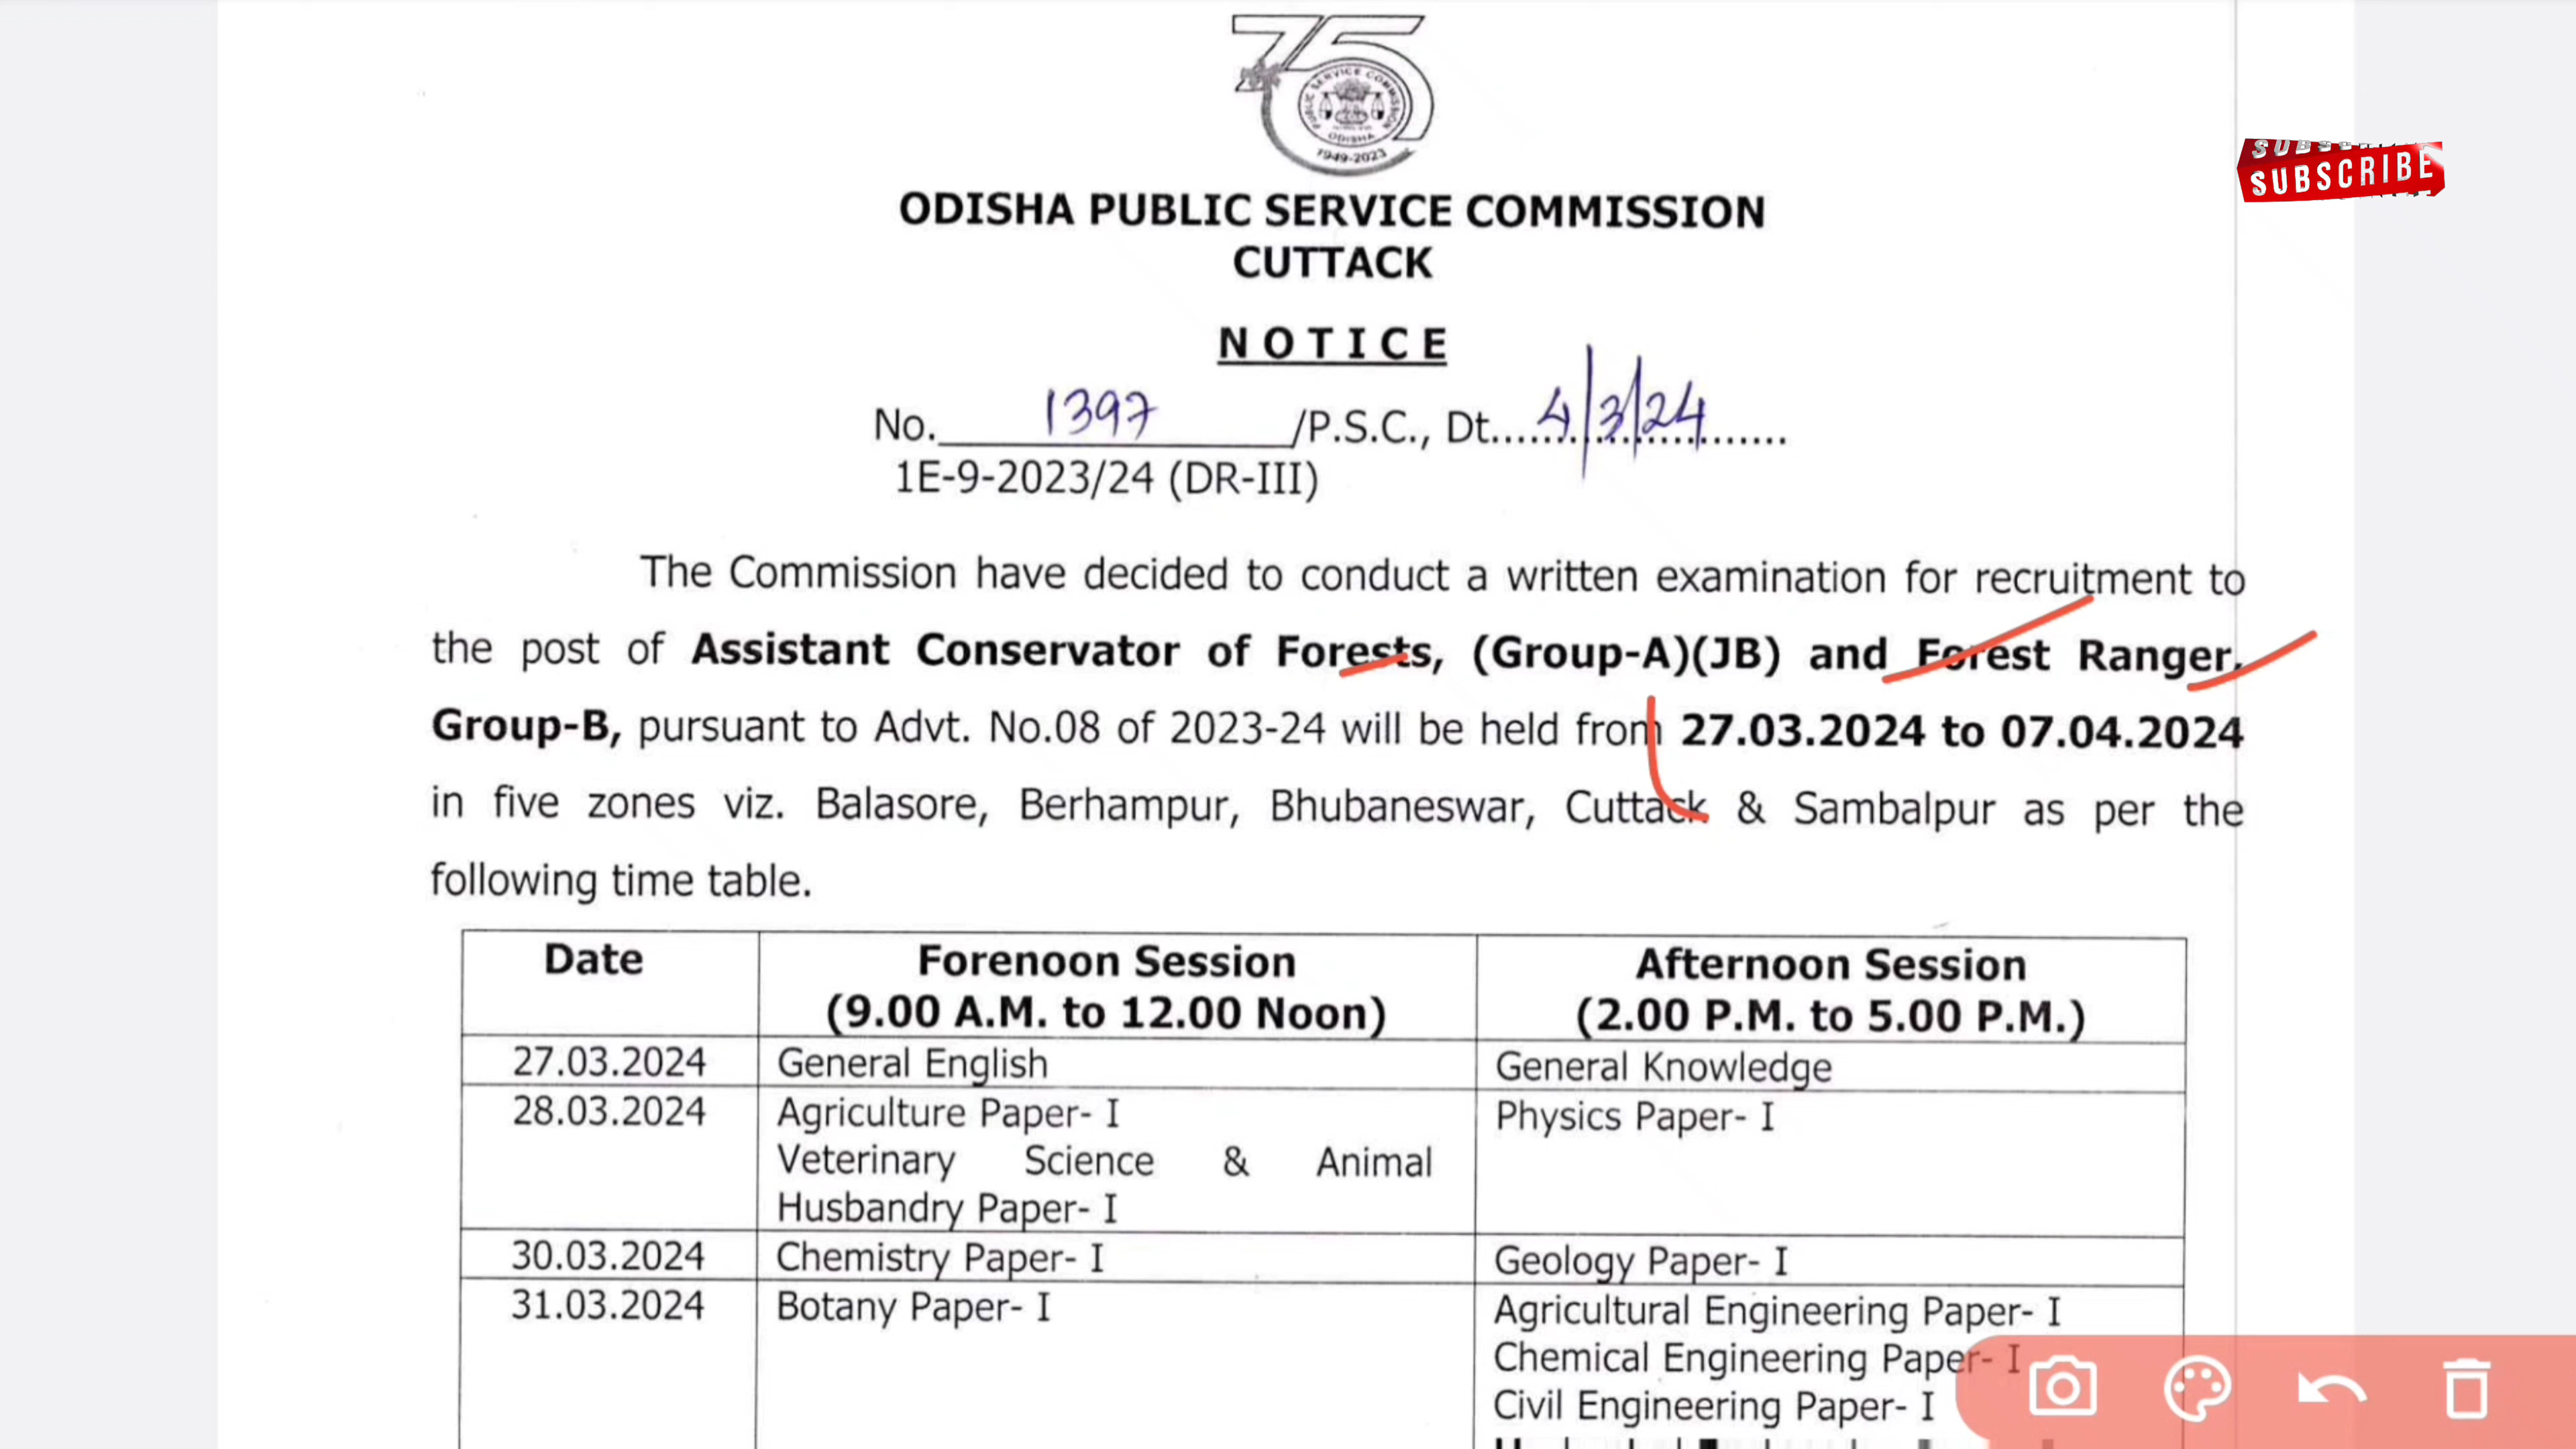 75
PUBLIC SERVICE COMMISSION
ODISHA
1949-2023
ODISHA PUBLIC SERVICE COMMISSION
CUTTACK
SUBSCRIBE
NOTICE
No. 1397 /P.S.C., Dt. 4/3/24
1E-9-2023/24 (DR-III)
The Commission have decided to conduct a written examination for recruitment to
the post of Assistant Conservator of Forests, (Group-A)(JB) and Forest Ranger,
Group-B, pursuant to Advt. No.08 of 2023-24 will be held from 27.03.2024 to 07.04.2024
in five zones viz. Balasore, Berhampur, Bhubaneswar, Cuttack & Sambalpur as per the
following time table.
Date Forenoon Session Afternoon Session
(9.00 A.M. to 12.00 Noon) (2.00 P.M. to 5.00 P.M.)
27.03.2024 General English General Knowledge
28.03.2024 Agriculture Paper- I Physics Paper- I
Veterinary Science & Animal
Husbandry Paper- I
30.03.2024 Chemistry Paper- I Geology Paper- I
31.03.2024 Botany Paper- I Agricultural Engineering Paper- I
Chemical Engineering Paper- I
Civil Engineering Paper- I